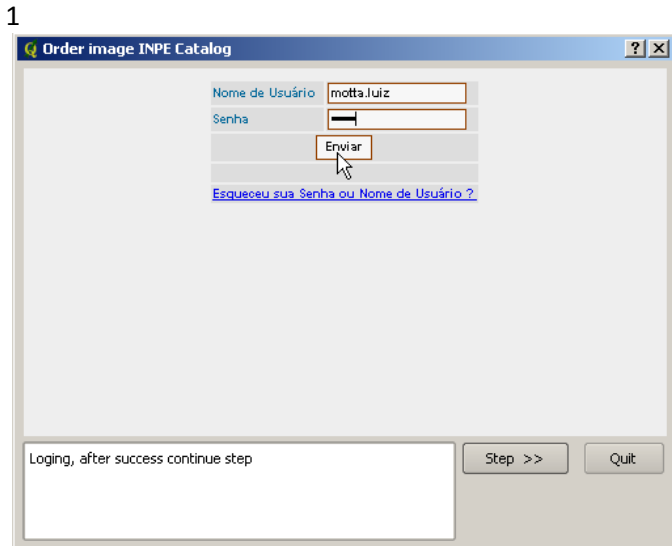 1
Order image INPE Catalog
Nome de Usuário motta.luiz
Senha
Enviar
Esqueceu sua Senha ou Nome de Usuário ?
Loging, after success continue step
Step >>
Quit